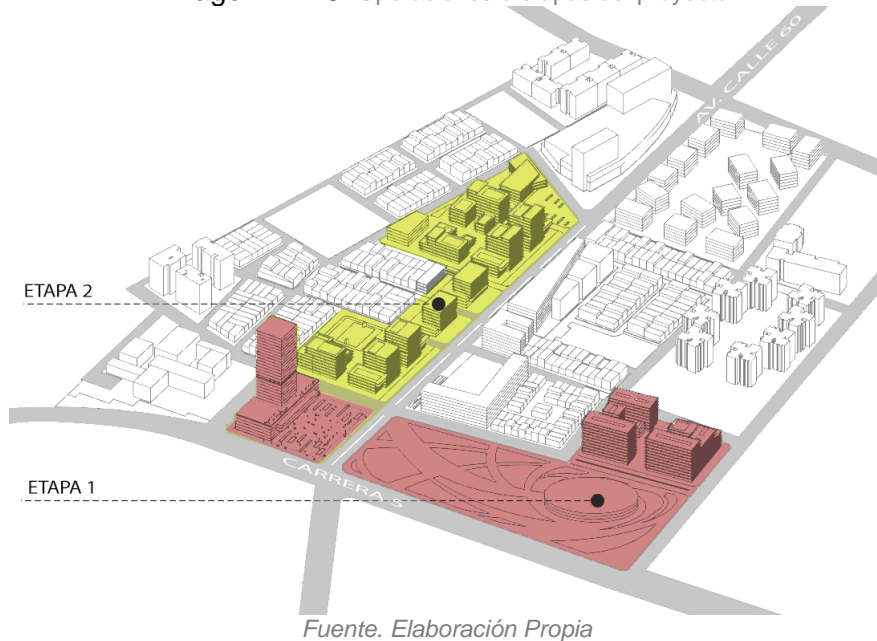 AV. CALLE 60
ETAPA 2
CARRERA 5
ETAPA 1
Fuente. Elaboración Propia